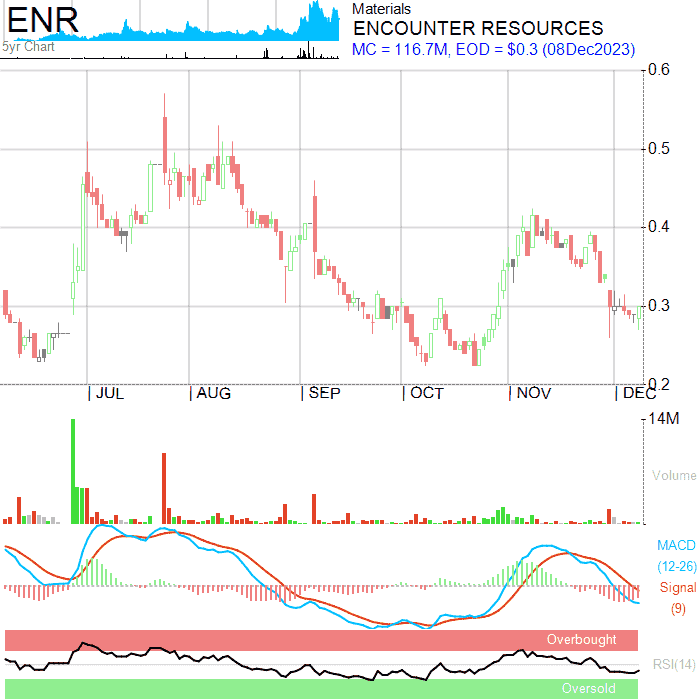 ENR
5yr Chart
Materials
ENCOUNTER RESOURCES
MC = 116.7M, EOD = $0.3 (08Dec2023)
0.6
0.5
0.4
0.3
0.2
JUL AUG SEP OCT NOV DEC
14M
Volume
MACD
(12-26)
Signal
(9)
Overbought
RSI(14)
Oversold